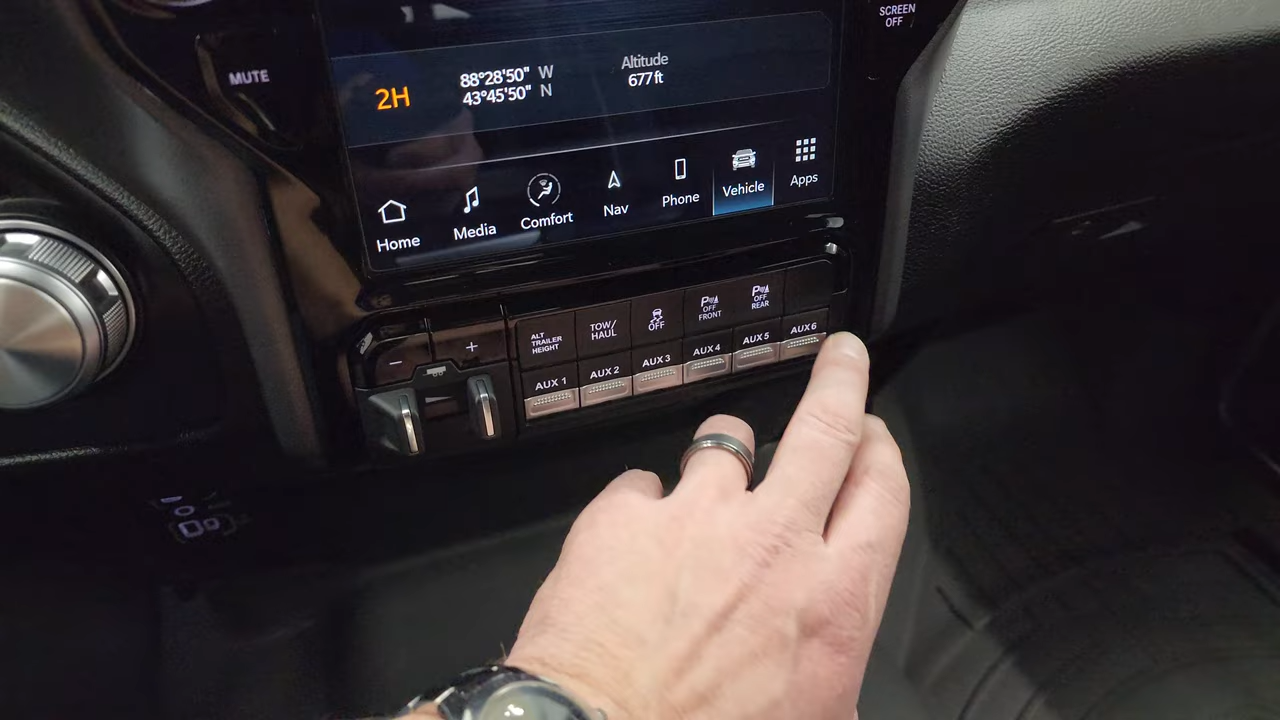 SCREEN
OFF
MUTE
2H
88°28'50" W
43°45'50" N
Altitude
677 ft
Home
Media
Comfort
Nav
Phone
Vehicle
Apps
ALT
TRAILER
HEIGHT
TOW/
HAUL
OFF
P
OFF
FRONT
P
OFF
REAR
- +
AUX 1
AUX 2
AUX 3
AUX 4
AUX 5
AUX 6